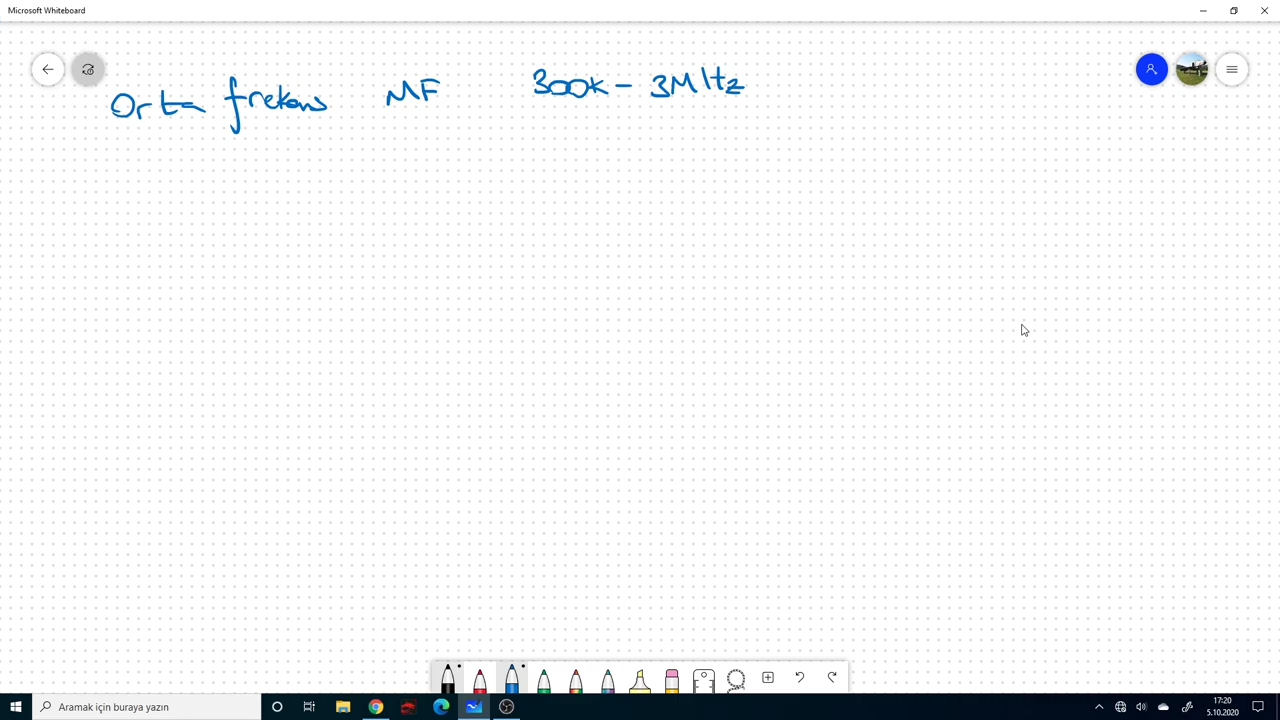 Microsoft Whiteboard
Orta frekans MF 300k - 3MHz
Aramak için buraya yazın
17:20
5.10.2020